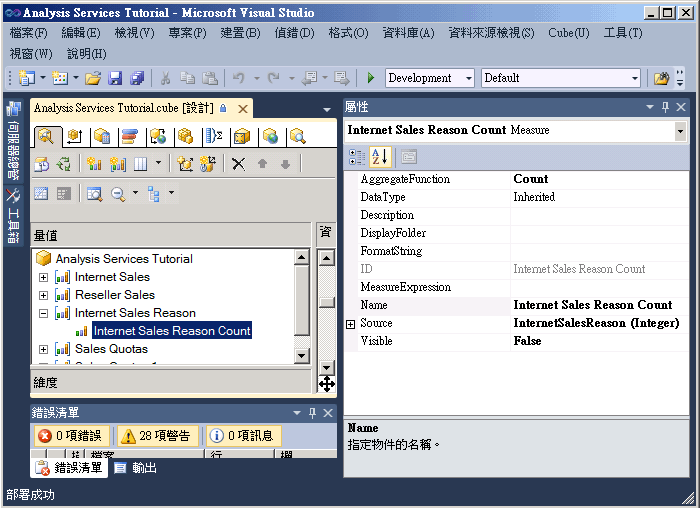 Analysis Services Tutorial - Microsoft Visual Studio
檔案(F) 編輯(E) 檢視(V) 專案(P) 建置(B) 偵錯(D) 格式(O) 資料庫(A) 資料來源檢視(S) Cube(U) 工具(T)
視窗(W) 說明(H)
Development Default
伺服器總管
工具箱
Analysis Services Tutorial.cube [設計]
量值
資
Analysis Services Tutorial
Internet Sales
Reseller Sales
Internet Sales Reason
Internet Sales Reason Count
Sales Quotas
維度
錯誤清單
0 項錯誤 28 項警告 0 項訊息
檔案 行 欄
錯誤清單 輸出
部署成功
屬性
Internet Sales Reason Count Measure
AggregateFunction Count
DataType Inherited
Description
DisplayFolder
FormatString
ID Internet Sales Reason Count
MeasureExpression
Name Internet Sales Reason Count
Source InternetSalesReason (Integer)
Visible False
Name
指定物件的名稱。